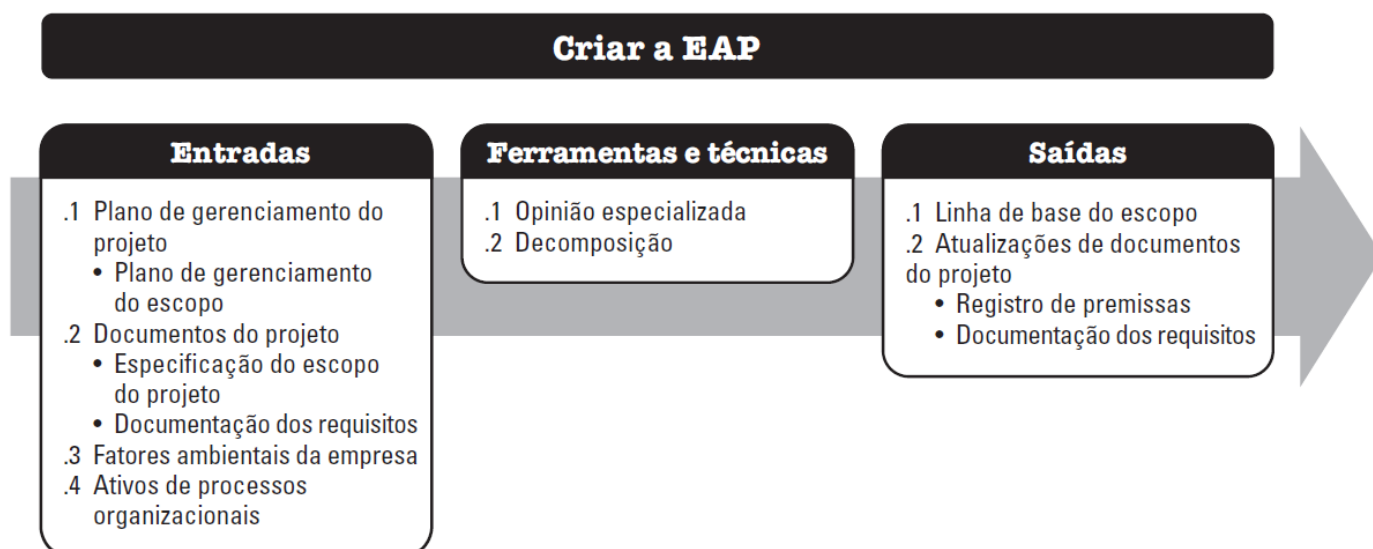 Criar a EAP
Entradas
.1 Plano de gerenciamento do
projeto
• Plano de gerenciamento
do escopo
.2 Documentos do projeto
• Especificação do escopo
do projeto
• Documentação dos requisitos
.3 Fatores ambientais da empresa
.4 Ativos de processos
organizacionais
Ferramentas e técnicas
.1 Opinião especializada
.2 Decomposição
Saídas
.1 Linha de base do escopo
.2 Atualizações de documentos
do projeto
• Registro de premissas
• Documentação dos requisitos